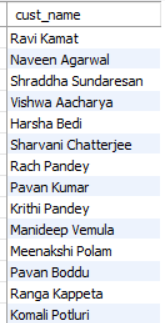 cust_name
Ravi Kamat
Naveen Agarwal
Shraddha Sundaresan
Vishwa Aacharya
Harsha Bedi
Sharvani Chatterjee
Rach Pandey
Pavan Kumar
Krithi Pandey
Manideep Vemula
Meenakshi Polam
Pavan Boddu
Ranga Kappeta
Komali Potluri